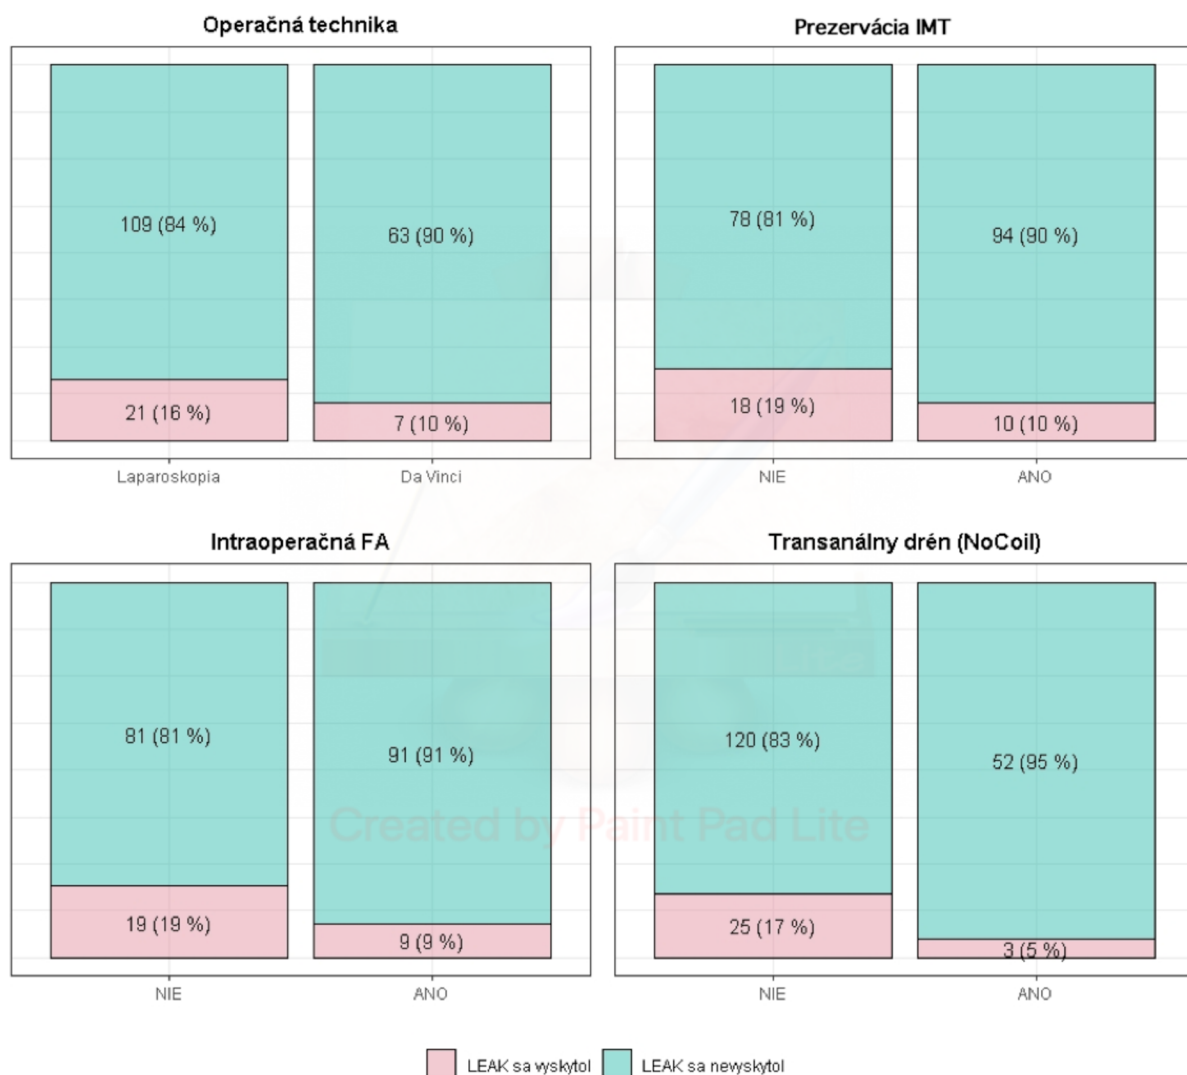 Operačná technika
109 (84 %)
63 (90 %)
21 (16 %)
7 (10 %)
Laparoskopia
Da Vinci
Prezervácia IMT
78 (81 %)
94 (90 %)
18 (19 %)
10 (10 %)
NIE
ANO
Intraoperačná FA
81 (81 %)
91 (91 %)
19 (19 %)
9 (9 %)
NIE
ANO
Transanálny drén (NoCoil)
120 (83 %)
52 (95 %)
25 (17 %)
3 (5 %)
NIE
ANO
Created by Paint Pad Lite
LEAK sa vyskytol
LEAK sa nevyskytol